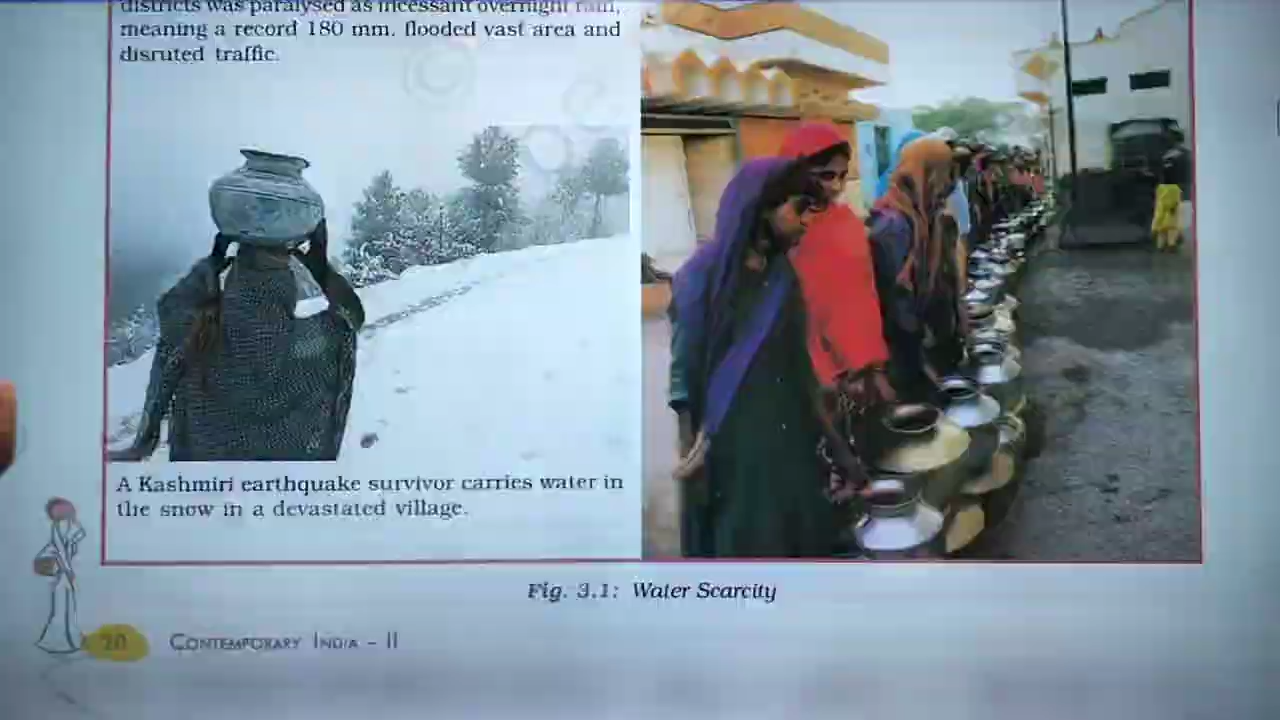 districts was paralysed as incessant overnight rain,
meaning a record 180 mm, flooded vast area and
disruted traffic.
A Kashmiri earthquake survivor carries water in
the snow in a devastated village.
Fig. 3.1: Water Scarcity
20 CONTEMPORARY INDIA – II